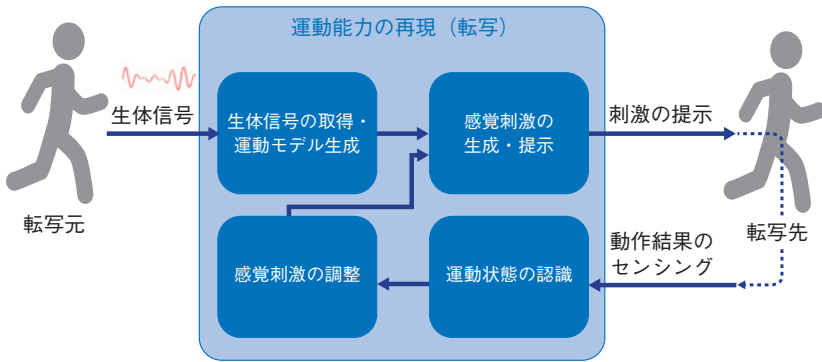 運動能力の再現（転写）
生体信号
生体信号の取得・
運動モデル生成
感覚刺激の
生成・提示
刺激の提示
転写元
転写先
感覚刺激の調整
運動状態の認識
動作結果の
センシング